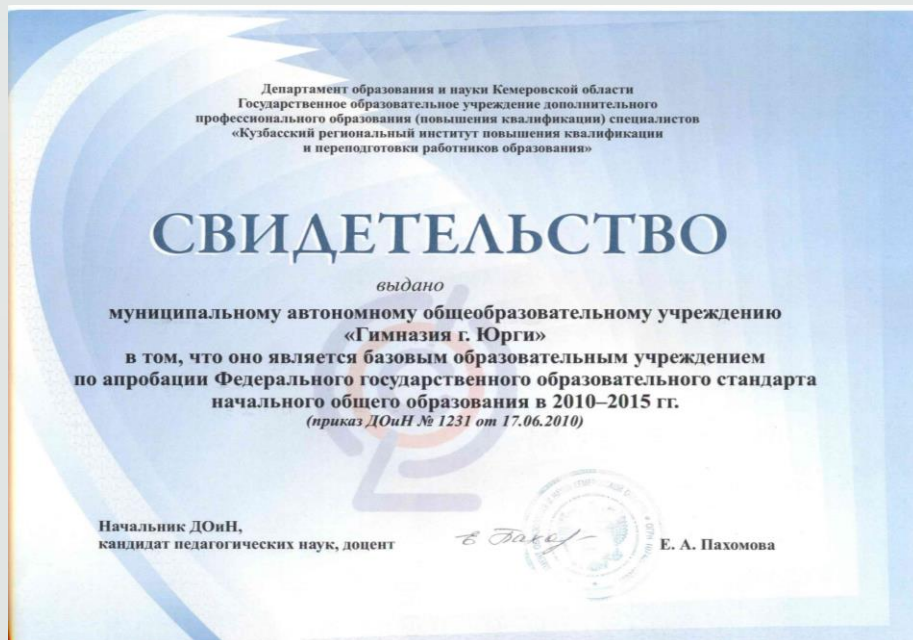 Департамент образования и науки Кемеровской области
Государственное образовательное учреждение дополнительного
профессионального образования (повышения квалификации) специалистов
«Кузбасский региональный институт повышения квалификации
и переподготовки работников образования»
СВИДЕТЕЛЬСТВО
выдано
муниципальному автономному общеобразовательному учреждению
«Гимназия г. Юрги»
в том, что оно является базовым образовательным учреждением
по апробации Федерального государственного образовательного стандарта
начального общего образования в 2010–2015 гг.
(приказ ДОиН № 1231 от 17.06.2010)
Начальник ДОиН,
кандидат педагогических наук, доцент
Е. А. Пахомова